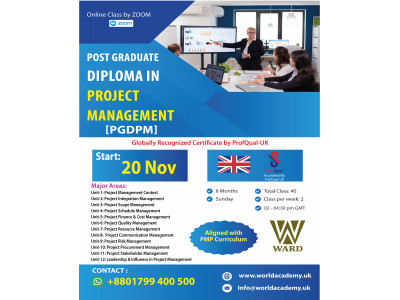 Online Class by ZOOM
zoom
POST GRADUATE
DIPLOMA IN
PROJECT
MANAGEMENT
[PGDPM]
Globally Recognized Certificate by ProfQual-UK
Start:
20 Nov
Accredited by
ProfQual-UK
Major Areas:
Unit-1: Project Management Context
Unit-2: Project Integration Management
Unit-3: Project Scope Management
Unit-4: Project Schedule Management
Unit-5: Project Finance & Cost Management
Unit-6: Project Quality Management
Unit-7: Project Resource Management
Unit-8: Project Communication Management
Unit-9: Project Risk Management
Unit-10: Project Procurement Management
Unit-11: Project Stakeholder Management
Unit-12: Leadership & Influence in Project Management
8 Months
Sunday
Total Class: 40
Class per week: 2
02 - 04:30 pm GMT
Aligned with
PMP Curriculum
WARD
CONTACT :
+8801799 400 500
www.worldacademy.uk
Info@worldacademy.uk